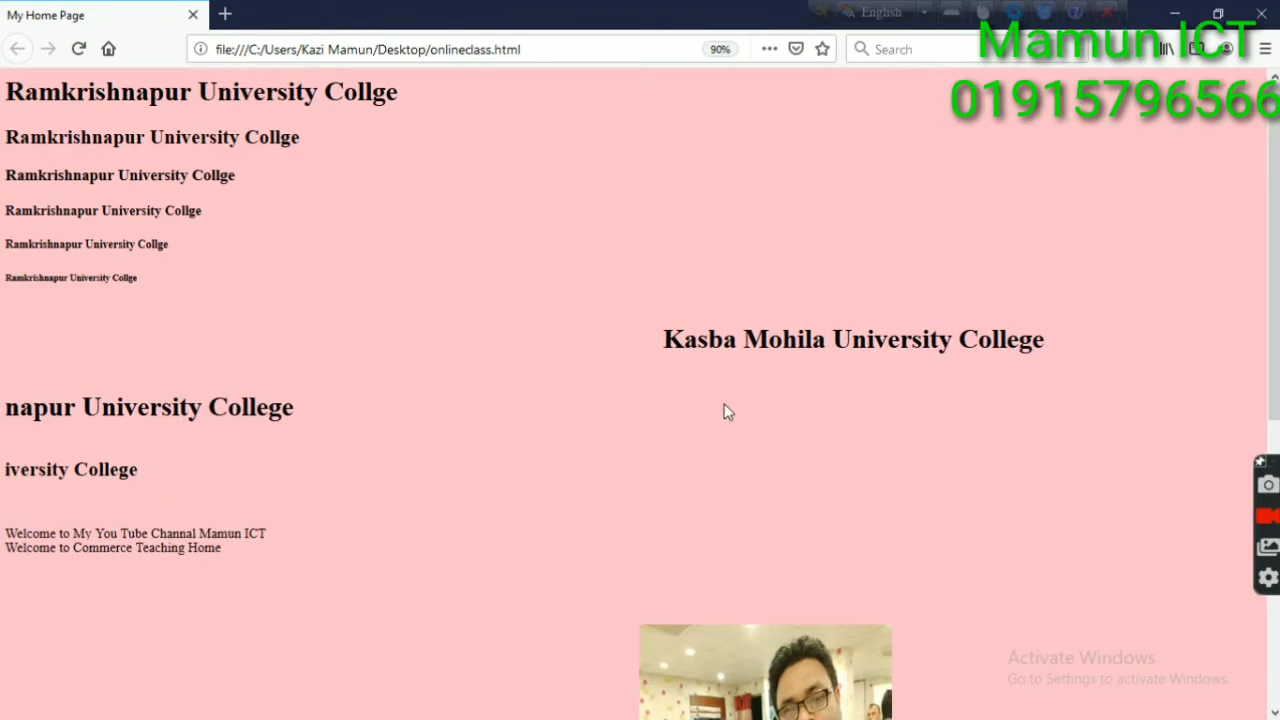 My Home Page
English
file:///C:/Users/Kazi Mamun/Desktop/onlineclass.html
90%
Search
Mamun ICT
01915796566
Ramkrishnapur University Collge
Ramkrishnapur University Collge
Ramkrishnapur University Collge
Ramkrishnapur University Collge
Ramkrishnapur University Collge
Ramkrishnapur University Collge
Kasba Mohila University College
napur University College
iversity College
Welcome to My You Tube Channal Mamun ICT
Welcome to Commerce Teaching Home
Activate Windows
Go to Settings to activate Windows.